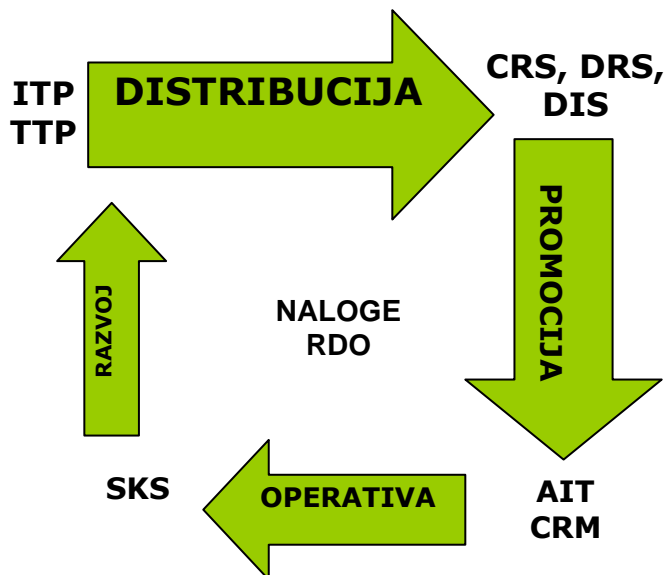 ITP
TTP
DISTRIBUCIJA
CRS, DRS,
DIS
PROMOCIJA
RAZVOJ
NALOGE
RDO
SKS
OPERATIVA
AIT
CRM